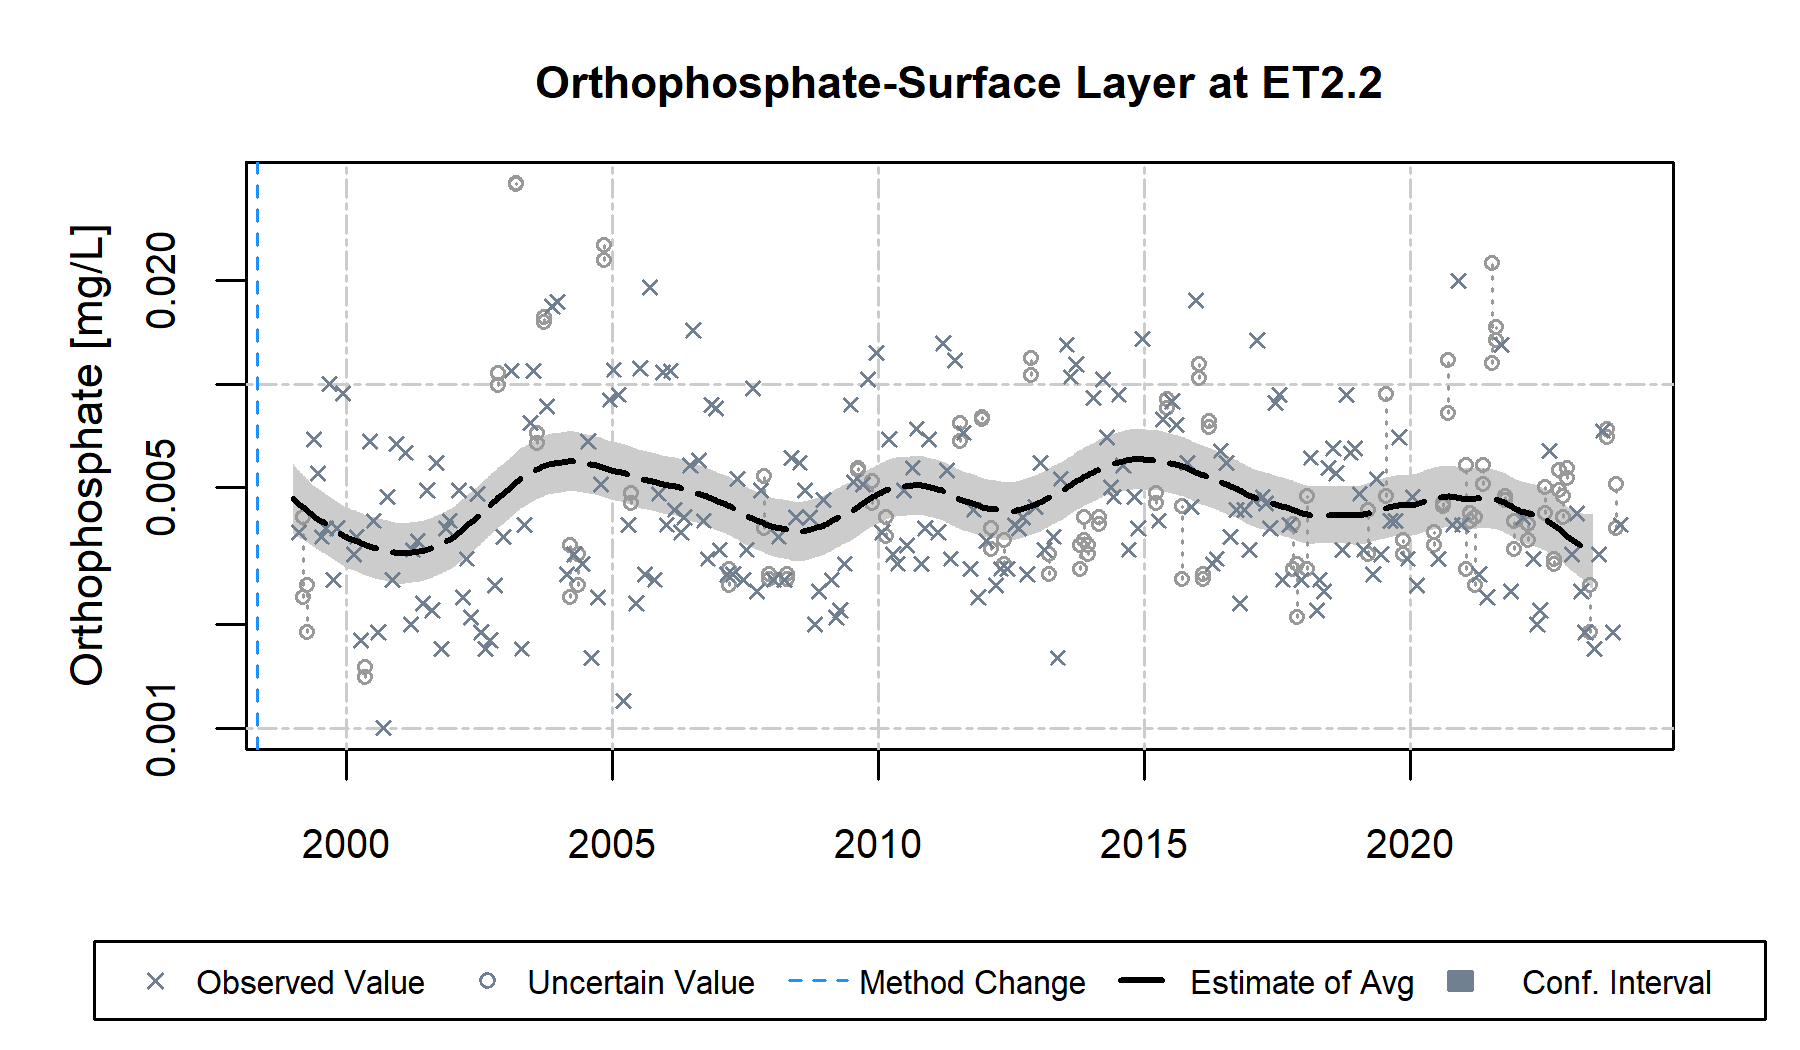 Orthophosphate-Surface Layer at ET2.2
Orthophosphate [mg/L]
0.020
0.005
0.001
2000 2005 2010 2015 2020
Observed Value Uncertain Value Method Change Estimate of Avg Conf. Interval